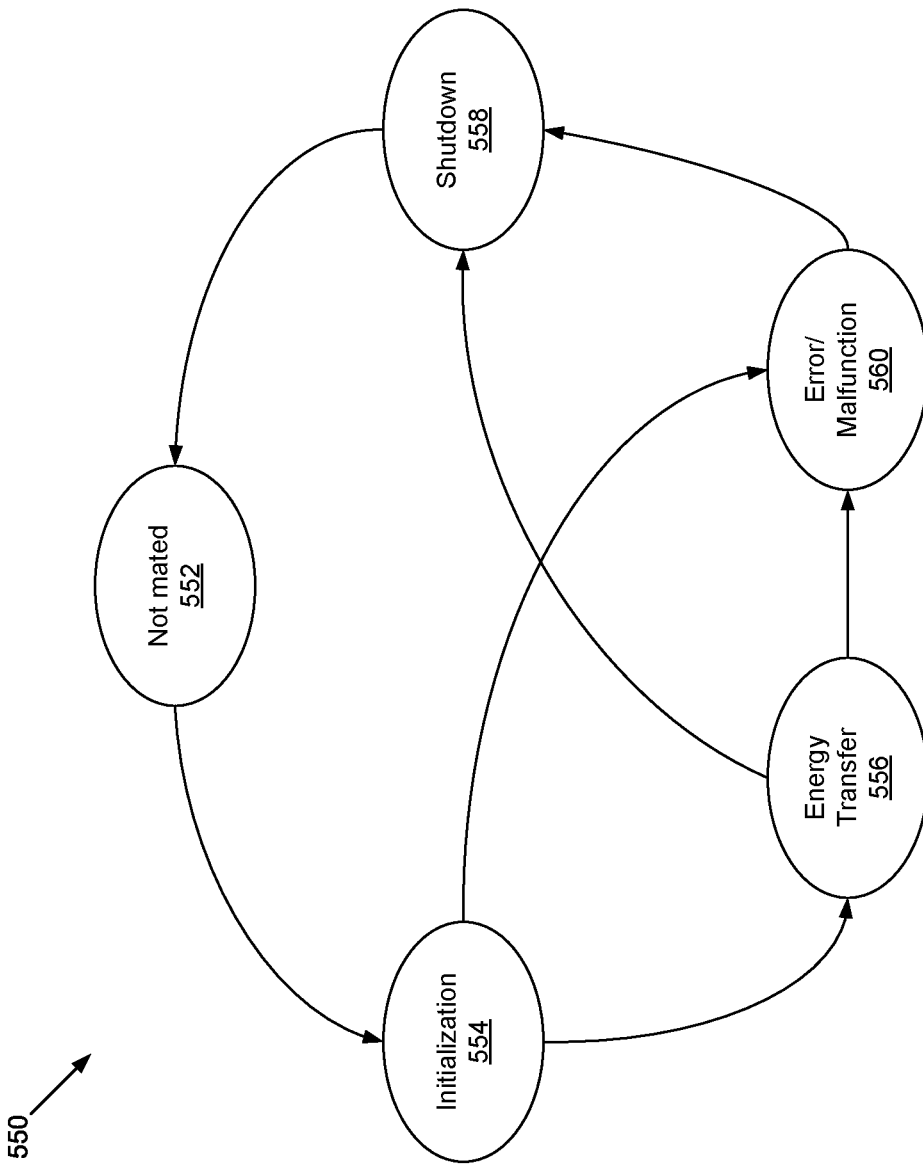 550
Not mated
552
Initialization
554
Shutdown
558
Energy
Transfer
556
Error/
Malfunction
560